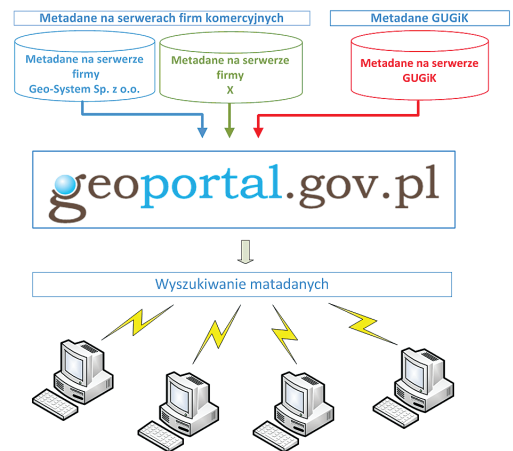 Metadane na serwerach firm komercyjnych
Metadane GUGiK
Metadane na serwerze
firmy
Geo-System Sp. z o.o.
Metadane na serwerze
firmy
X
Metadane na serwerze
GUGiK
geoportal.gov.pl
Wyszukiwanie matadanych